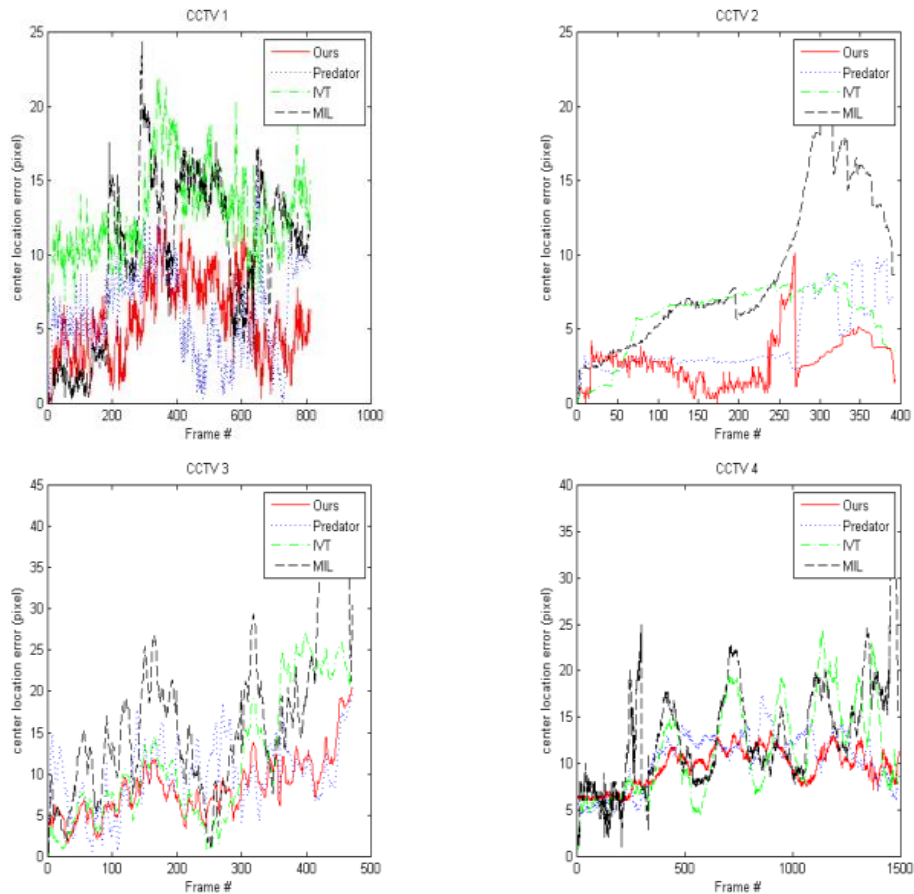 CCTV 1
25
20
15
10
5
0
0 200 400 600 800 1000
center location error (pixel)
Frame #
Ours
Predator
IVT
MIL
CCTV 2
25
20
15
10
5
0
0 50 100 150 200 250 300 350 400
center location error (pixel)
Frame #
Ours
Predator
IVT
MIL
CCTV 3
45
40
35
30
25
20
15
10
5
0
0 100 200 300 400 500
center location error (pixel)
Frame #
Ours
Predator
IVT
MIL
CCTV 4
40
35
30
25
20
15
10
5
0
0 500 1000 1500
center location error (pixel)
Frame #
Ours
Predator
IVT
MIL